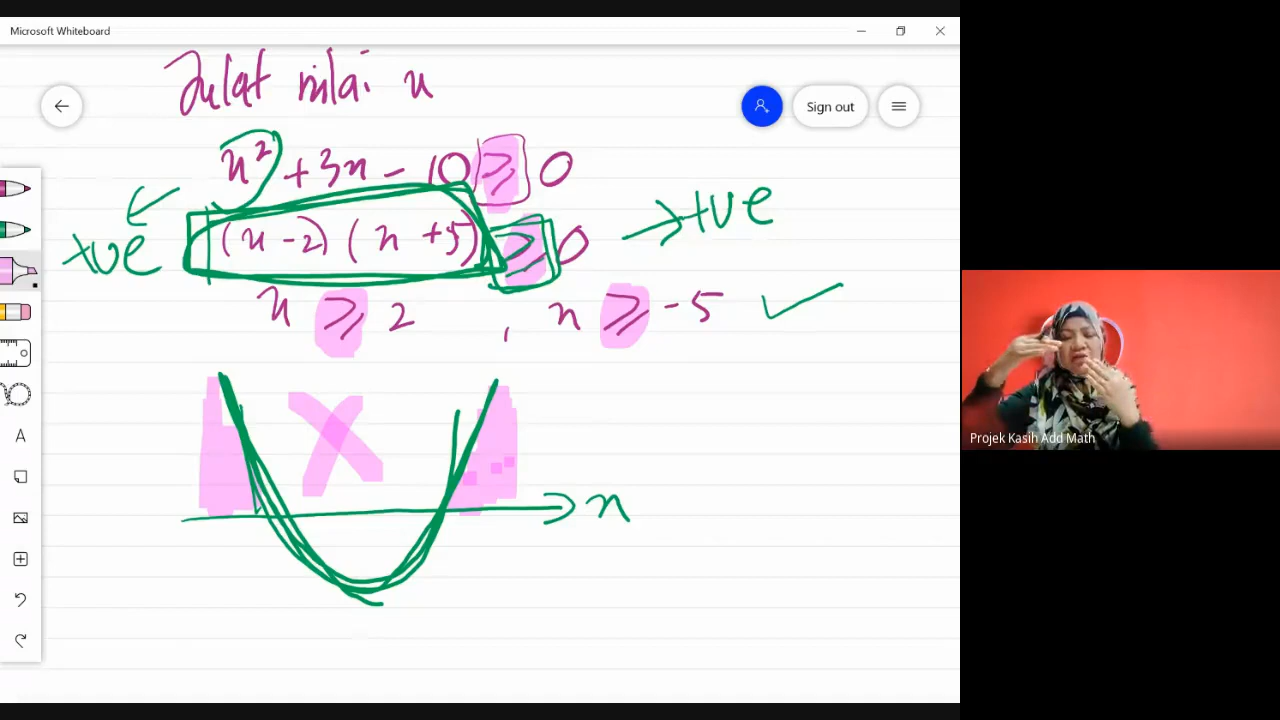 Microsoft Whiteboard
Julat nilai x
Sign out
x² + 3x - 10 ≥ 0
+ve (x - 2) (x + 5) ≥ 0 → +ve
x ≥ 2 , x ≥ -5 ✓
x
A
Projek Kasih Add Math